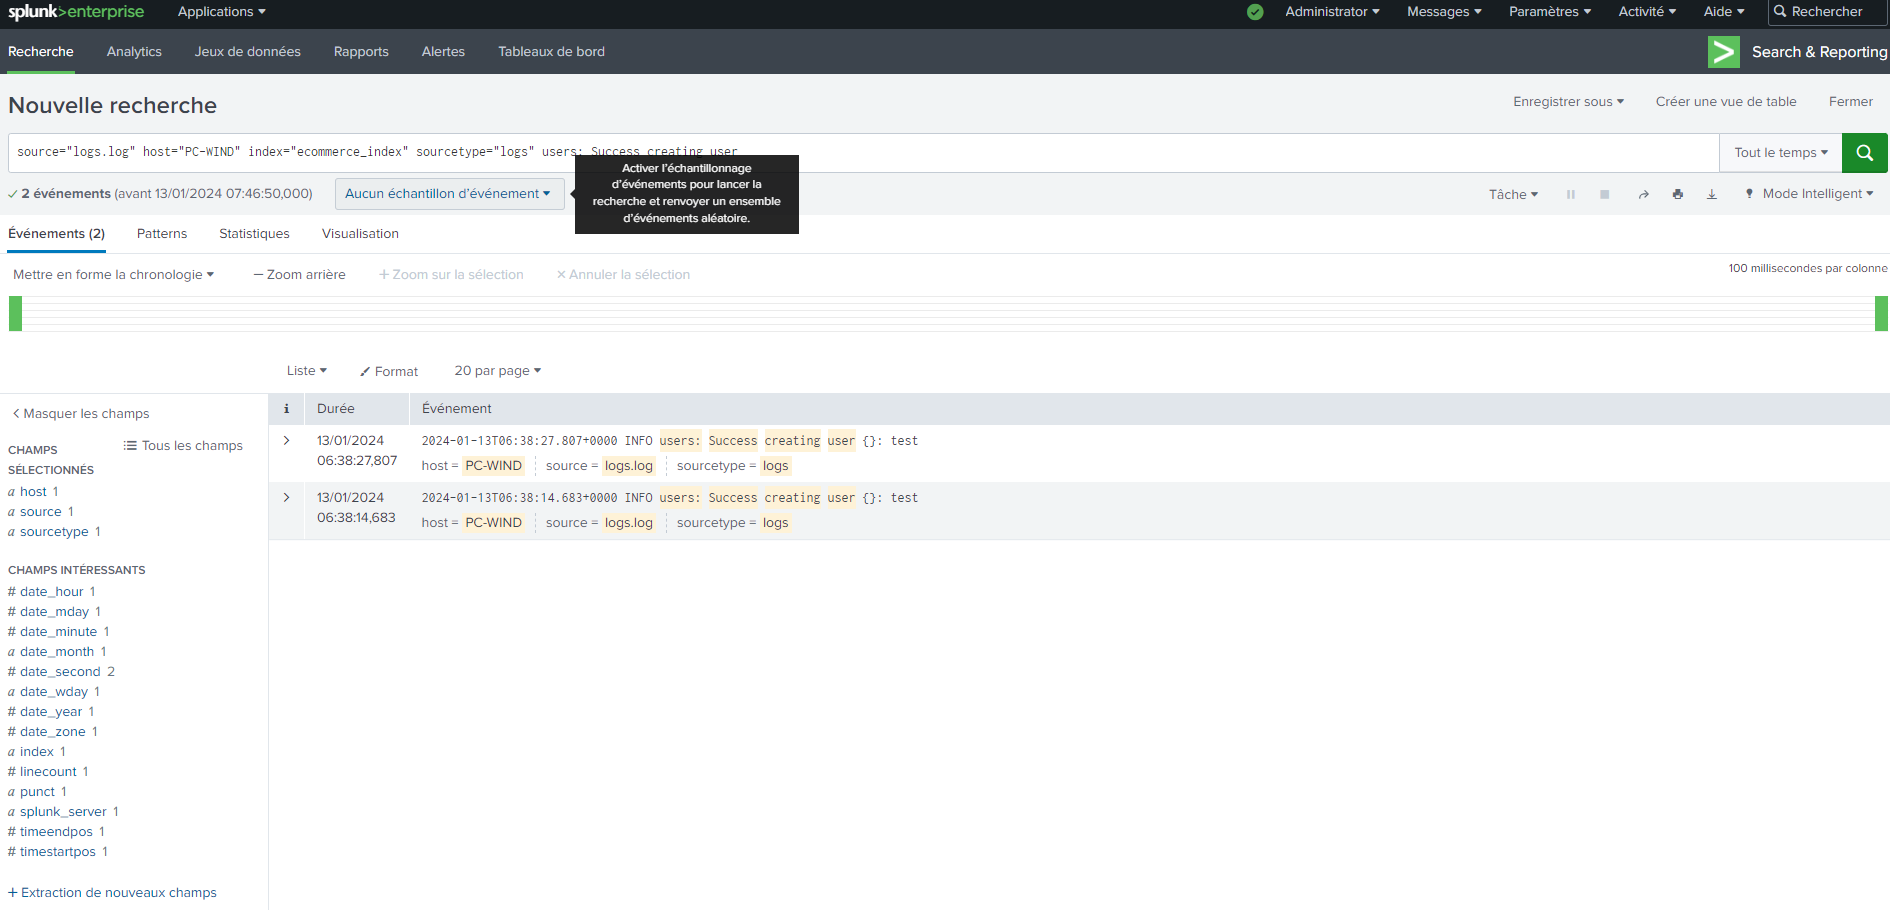 splunk>enterprise Applications Administrator Messages Paramètres Activité Aide Rechercher
Recherche Analytics Jeux de données Rapports Alertes Tableaux de bord Search & Reporting
Nouvelle recherche
Enregistrer sous Créer une vue de table Fermer
source="logs.log" host="PC-WIND" index="ecommerce_index" sourcetype="logs" users: Success creating user
Tout le temps
2 événements (avant 13/01/2024 07:46:50,000)
Aucun échantillon d'événement
Activer l'échantillonnage
d'événements pour lancer la
recherche et renvoyer un ensemble
d'événements aléatoire.
Tâche Mode Intelligent
Événements (2) Patterns Statistiques Visualisation
Mettre en forme la chronologie — Zoom arrière + Zoom sur la sélection × Annuler la sélection
100 millisecondes par colonne
Liste Format 20 par page
< Masquer les champs
Tous les champs
CHAMPS
SÉLECTIONNÉS
a host 1
a source 1
a sourcetype 1
CHAMPS INTÉRESSANTS
# date_hour 1
# date_mday 1
# date_minute 1
a date_month 1
# date_second 2
a date_wday 1
# date_year 1
# date_zone 1
a index 1
# linecount 1
a punct 1
a splunk_server 1
# timeendpos 1
# timestartpos 1
+ Extraction de nouveaux champs
i Durée Événement
> 13/01/2024
06:38:27,807
2024-01-13T06:38:27.807+0000 INFO users: Success creating user {}: test
host = PC-WIND source = logs.log sourcetype = logs
> 13/01/2024
06:38:14,683
2024-01-13T06:38:14.683+0000 INFO users: Success creating user {}: test
host = PC-WIND source = logs.log sourcetype = logs